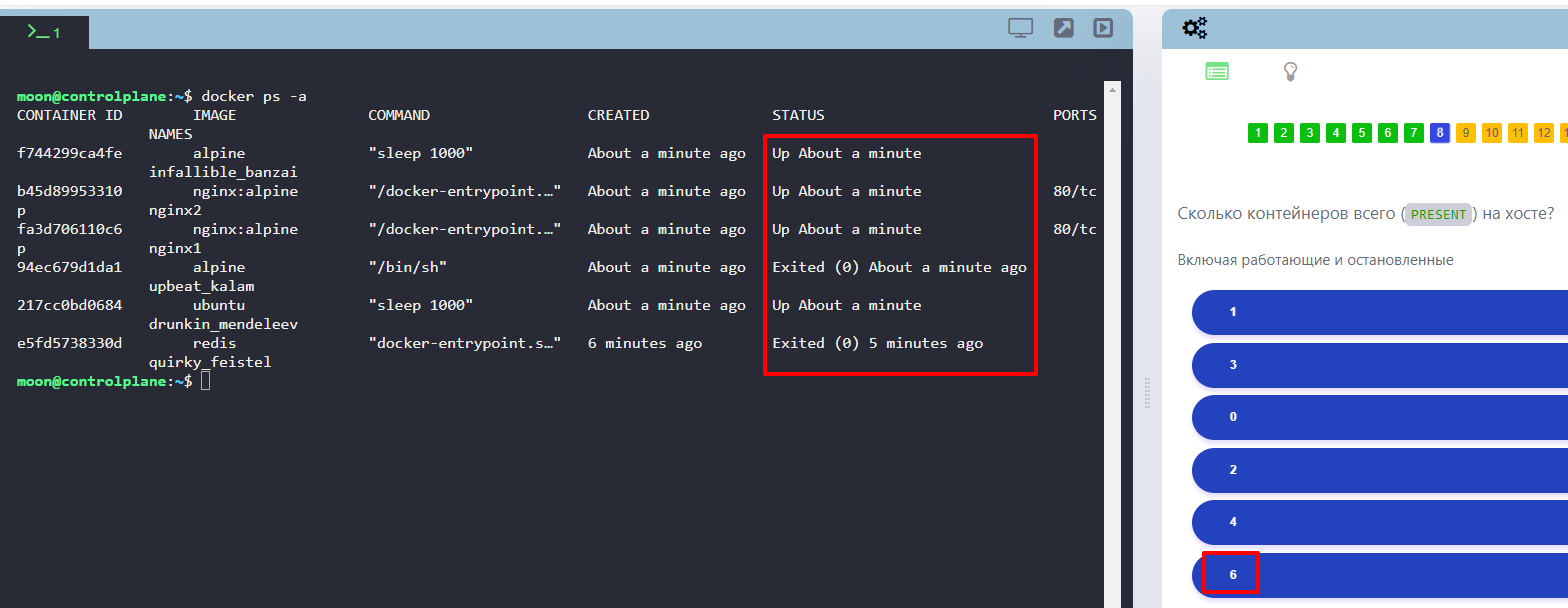 1
moon@controlplane:~$ docker ps -a
CONTAINER ID IMAGE COMMAND CREATED STATUS PORTS
NAMES
f744299ca4fe alpine "sleep 1000" About a minute ago Up About a minute
infallible_banzai
b45d89953310 nginx:alpine "/docker-entrypoint.…" About a minute ago Up About a minute 80/tc
p nginx2
fa3d706110c6 nginx:alpine "/docker-entrypoint.…" About a minute ago Up About a minute 80/tc
p nginx1
94ec679d1da1 alpine "/bin/sh" About a minute ago Exited (0) About a minute ago
upbeat_kalam
217cc0bd0684 ubuntu "sleep 1000" About a minute ago Up About a minute
drunkin_mendeleev
e5fd5738330d redis "docker-entrypoint.s…" 6 minutes ago Exited (0) 5 minutes ago
quirky_feistel
moon@controlplane:~$
1 2 3 4 5 6 7 8 9 10 11 12
Сколько контейнеров всего (PRESENT) на хосте?
Включая работающие и остановленные
1
3
0
2
4
6